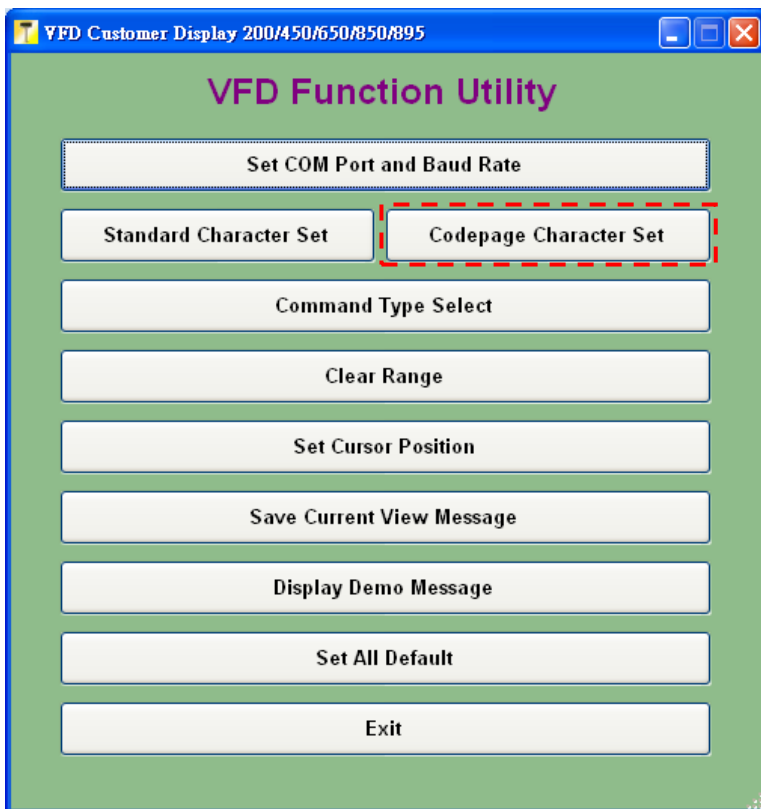 VFD Customer Display 200/450/650/850/895
VFD Function Utility
Set COM Port and Baud Rate
Standard Character Set Codepage Character Set
Command Type Select
Clear Range
Set Cursor Position
Save Current View Message
Display Demo Message
Set All Default
Exit